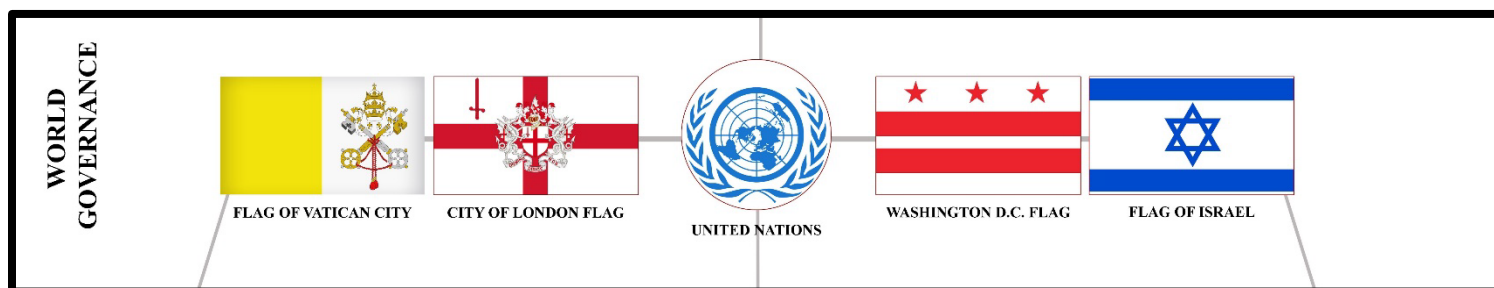 WORLD
GOVERNANCE
FLAG OF VATICAN CITY
CITY OF LONDON FLAG
UNITED NATIONS
WASHINGTON D.C. FLAG
FLAG OF ISRAEL